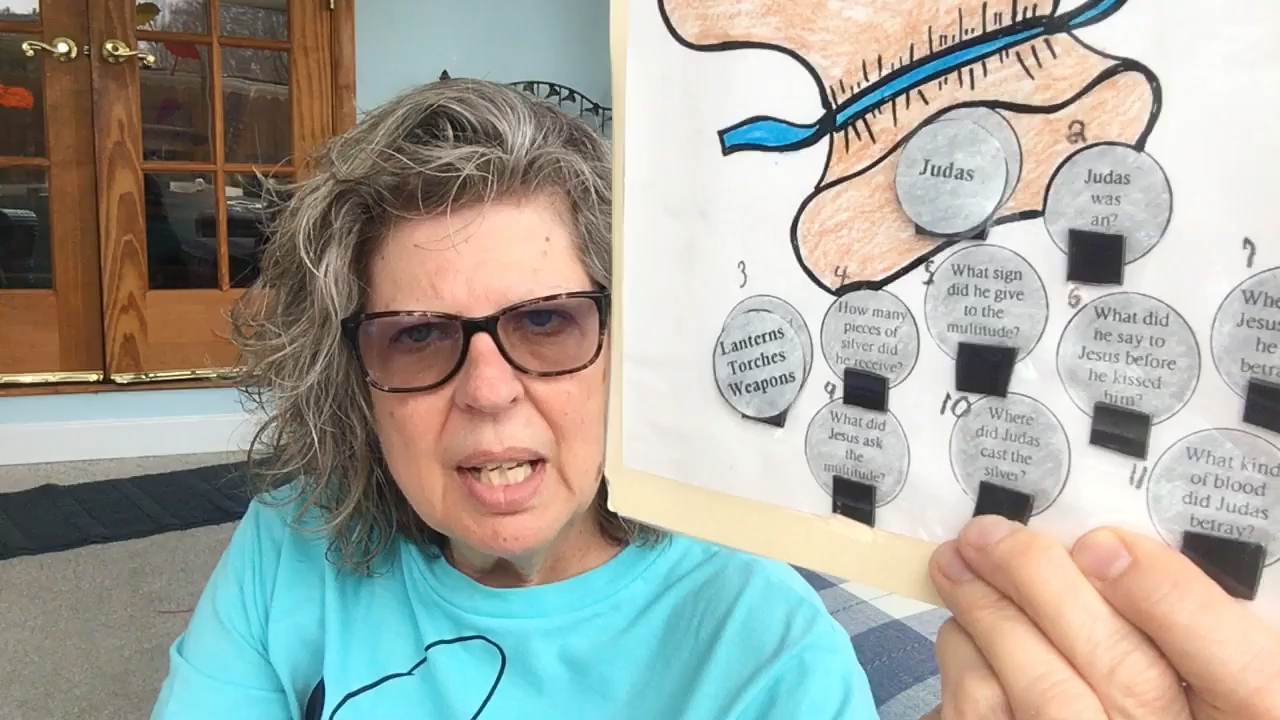 2
Judas
Judas
was
an?
3
Lanterns
Torches
Weapons
4
How many
pieces of
silver did
he receive?
5
What sign
did he give
to the
multitude?
6
What did
he say to
Jesus before
he kissed
him?
7
Jesus
he
9
What did
Jesus ask
the
multitude?
10
Where
did Judas
cast the
silver?
11
What kind
of blood
did Judas
betray?